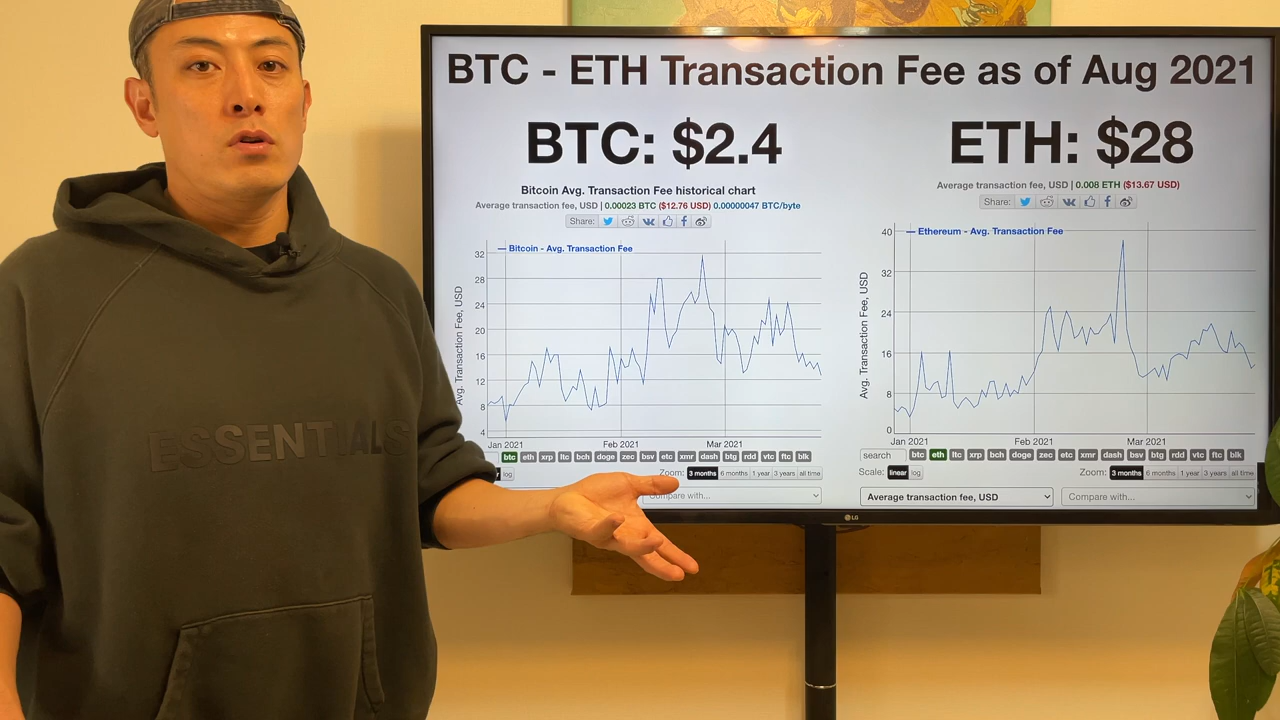 BTC - ETH Transaction Fee as of Aug 2021
BTC: $2.4
Bitcoin Avg. Transaction Fee historical chart
Average transaction fee, USD | 0.00023 BTC ($12.76 USD) 0.00000047 BTC/byte
Share:
Bitcoin - Avg. Transaction Fee
Avg. Transaction Fee, USD
32
28
24
20
16
12
8
4
Jan 2021 Feb 2021 Mar 2021
btc eth xrp ltc bch doge zec bsv etc xmr dash btg rdd vtc ftc blk
log Zoom: 3 months 6 months 1 year 3 years all time
Compare with...
ETH: $28
Average transaction fee, USD | 0.008 ETH ($13.67 USD)
Share:
Ethereum - Avg. Transaction Fee
Avg. Transaction Fee, USD
40
32
24
16
8
0
Jan 2021 Feb 2021 Mar 2021
search btc eth ltc xrp bch doge zec etc xmr dash bsv btg rdd vtc ftc blk
Scale: linear log Zoom: 3 months 6 months 1 year 3 years all time
Average transaction fee, USD Compare with...
LG
ESSENTIALS